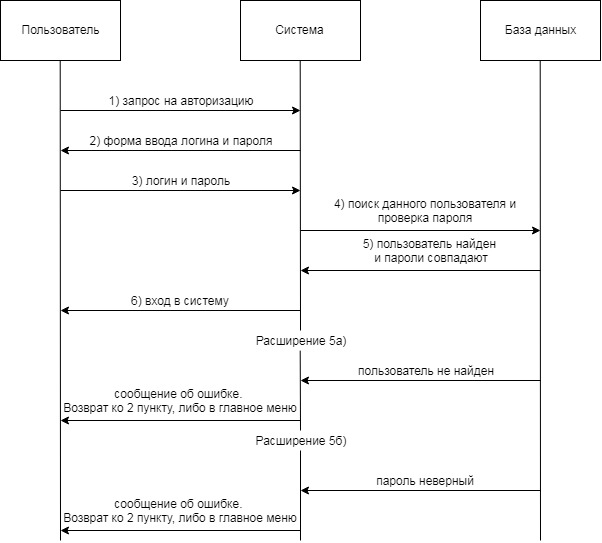 Пользователь
Система
База данных
1) запрос на авторизацию
2) форма ввода логина и пароля
3) логин и пароль
4) поиск данного пользователя и
проверка пароля
5) пользователь найден
и пароли совпадают
6) вход в систему
Расширение 5а)
пользователь не найден
сообщение об ошибке.
Возврат ко 2 пункту, либо в главное меню
Расширение 5б)
пароль неверный
сообщение об ошибке.
Возврат ко 2 пункту, либо в главное меню